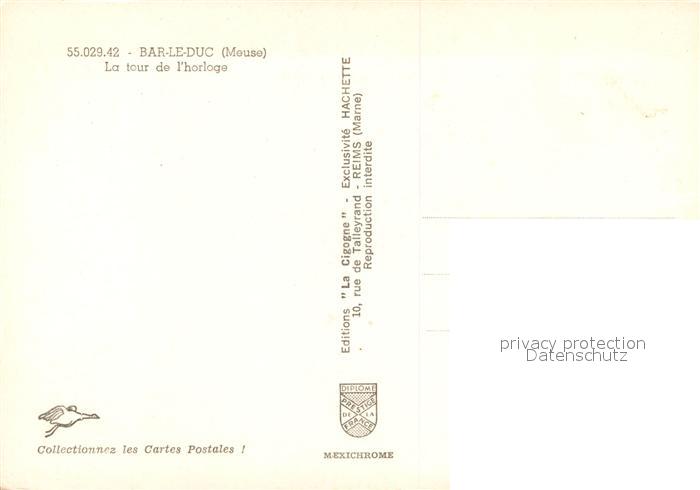 55.029.42 - BAR-LE-DUC (Meuse)
La tour de l'horloge
Editions "La Cigogne" - Exclusivité HACHETTE
10, rue de Talleyrand - REIMS (Marne)
Reproduction interdite
privacy protection
Datenschutz
DIPLOME
PRESTIGE
DE LA
FRANCE
Collectionnez les Cartes Postales !
MEXICHROME